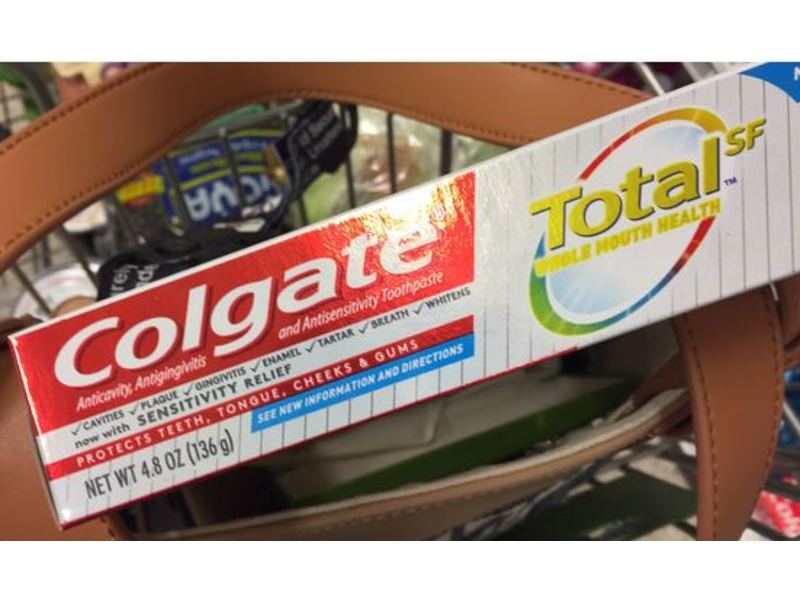 Colgate®
Anticavity, Antigingivitis
and Antisensitivity Toothpaste
✓CAVITIES ✓PLAQUE ✓GINGIVITIS ✓ENAMEL ✓TARTAR ✓BREATH ✓WHITENS
now with SENSITIVITY RELIEF
PROTECTS TEETH, TONGUE, CHEEKS & GUMS
SEE NEW INFORMATION AND DIRECTIONS
NET WT 4.8 OZ (136 g)
Total SF™
WHOLE MOUTH HEALTH